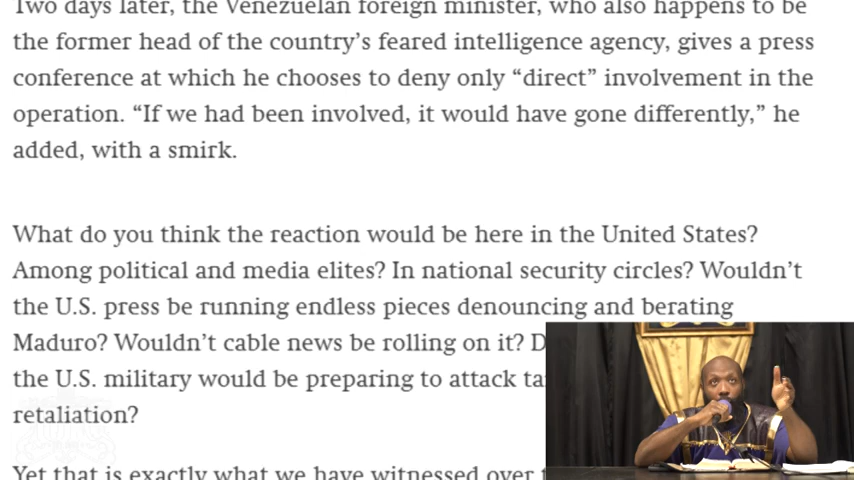 Two days later, the Venezuelan foreign minister, who also happens to be
the former head of the country's feared intelligence agency, gives a press
conference at which he chooses to deny only “direct” involvement in the
operation. “If we had been involved, it would have gone differently,” he
added, with a smirk.
What do you think the reaction would be here in the United States?
Among political and media elites? In national security circles? Wouldn't
the U.S. press be running endless pieces denouncing and berating
Maduro? Wouldn't cable news be rolling on it? D
the U.S. military would be preparing to attack ta
retaliation?
Yet that is exactly what we have witnessed over